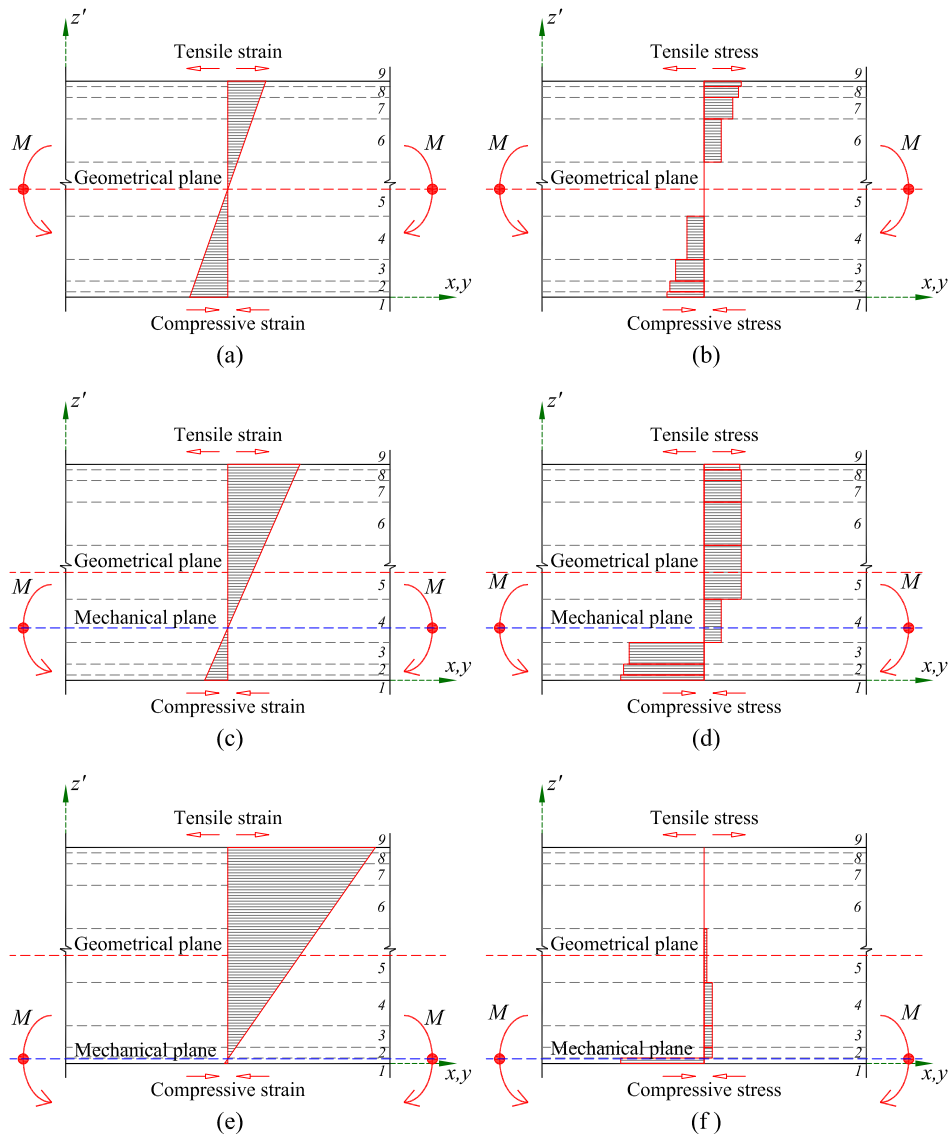 z'
z'
Tensile strain
Tensile stress
9
9
8
8
7
7
M
M
6
M
M
6
Geometrical plane
Geometrical plane
5
5
4
4
3
3
x,y
x,y
2
2
1
1
Compressive strain
Compressive stress
(a)
(b)
z'
z'
Tensile strain
Tensile stress
9
9
8
8
7
7
6
6
Geometrical plane
Geometrical plane
M
5
M
M
5
M
Mechanical plane
4
Mechanical plane
4
3
3
x,y
x,y
2
2
1
1
Compressive strain
Compressive stress
(c)
(d)
z'
z'
Tensile strain
Tensile stress
9
9
8
8
7
7
6
6
Geometrical plane
Geometrical plane
5
5
4
4
M
M
M
M
3
3
Mechanical plane
2
Mechanical plane
2
1
x,y
1
x,y
Compressive strain
Compressive stress
(e)
(f )